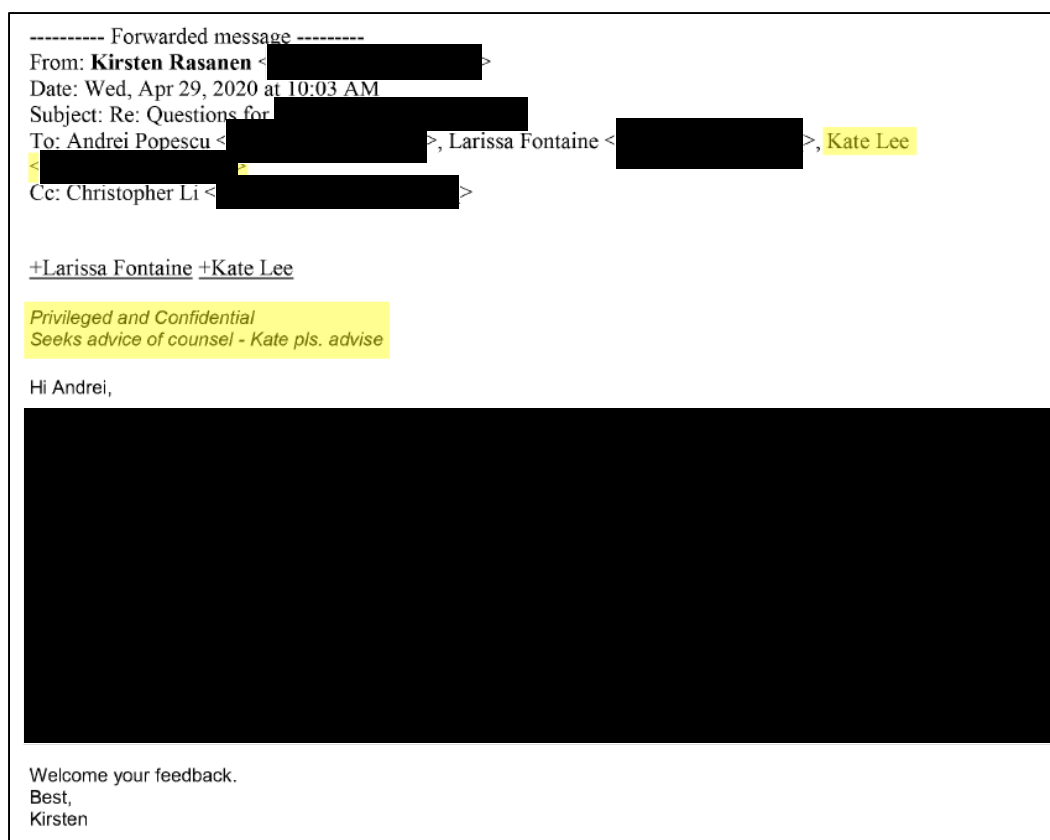 ---------- Forwarded message ---------
From: Kirsten Rasanen <>
Date: Wed, Apr 29, 2020 at 10:03 AM
Subject: Re: Questions for
To: Andrei Popescu <>, Larissa Fontaine <>, Kate Lee
<>
Cc: Christopher Li <>
+Larissa Fontaine +Kate Lee
Privileged and Confidential
Seeks advice of counsel - Kate pls. advise
Hi Andrei,
Welcome your feedback.
Best,
Kirsten